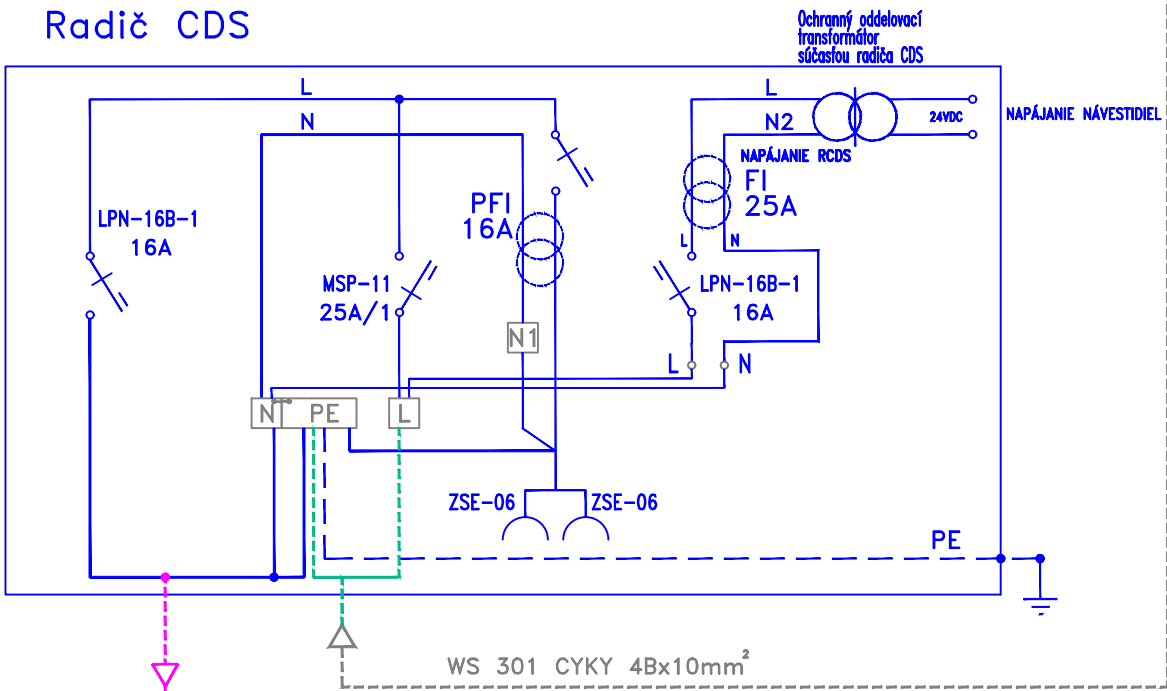 Radič CDS
Ochranný oddelovací
transformátor
súčasťou radiča CDS
L
L
N
N2
24VDC
NAPÁJANIE NÁVESTIDIEL
NAPÁJANIE RCDS
FI
25A
PFI
16A
LPN-16B-1
16A
L
N
MSP-11
25A/1
LPN-16B-1
16A
N1
L
N
N
PE
L
ZSE-06
ZSE-06
PE
WS 301 CYKY 4Bx10mm²